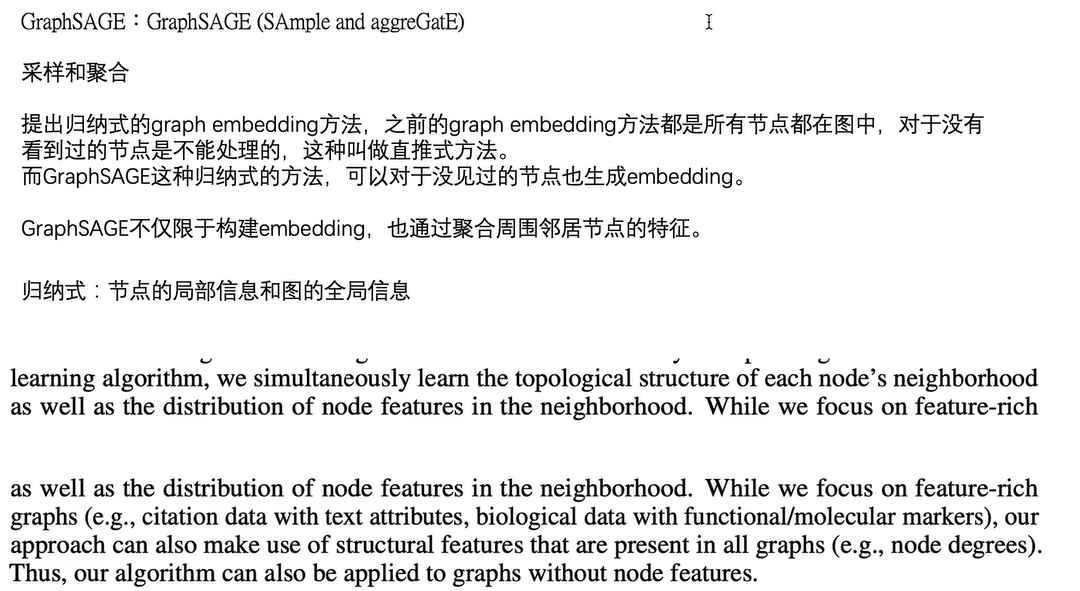 GraphSAGE：GraphSAGE (SAmple and aggreGatE)
采样和聚合
提出归纳式的graph embedding方法，之前的graph embedding方法都是所有节点都在图中，对于没有
看到过的节点是不能处理的，这种叫做直推式方法。
而GraphSAGE这种归纳式的方法，可以对于没见过的节点也生成embedding。
GraphSAGE不仅限于构建embedding，也通过聚合周围邻居节点的特征。
归纳式：节点的局部信息和图的全局信息
learning algorithm, we simultaneously learn the topological structure of each node’s neighborhood
as well as the distribution of node features in the neighborhood. While we focus on feature-rich
as well as the distribution of node features in the neighborhood. While we focus on feature-rich
graphs (e.g., citation data with text attributes, biological data with functional/molecular markers), our
approach can also make use of structural features that are present in all graphs (e.g., node degrees).
Thus, our algorithm can also be applied to graphs without node features.